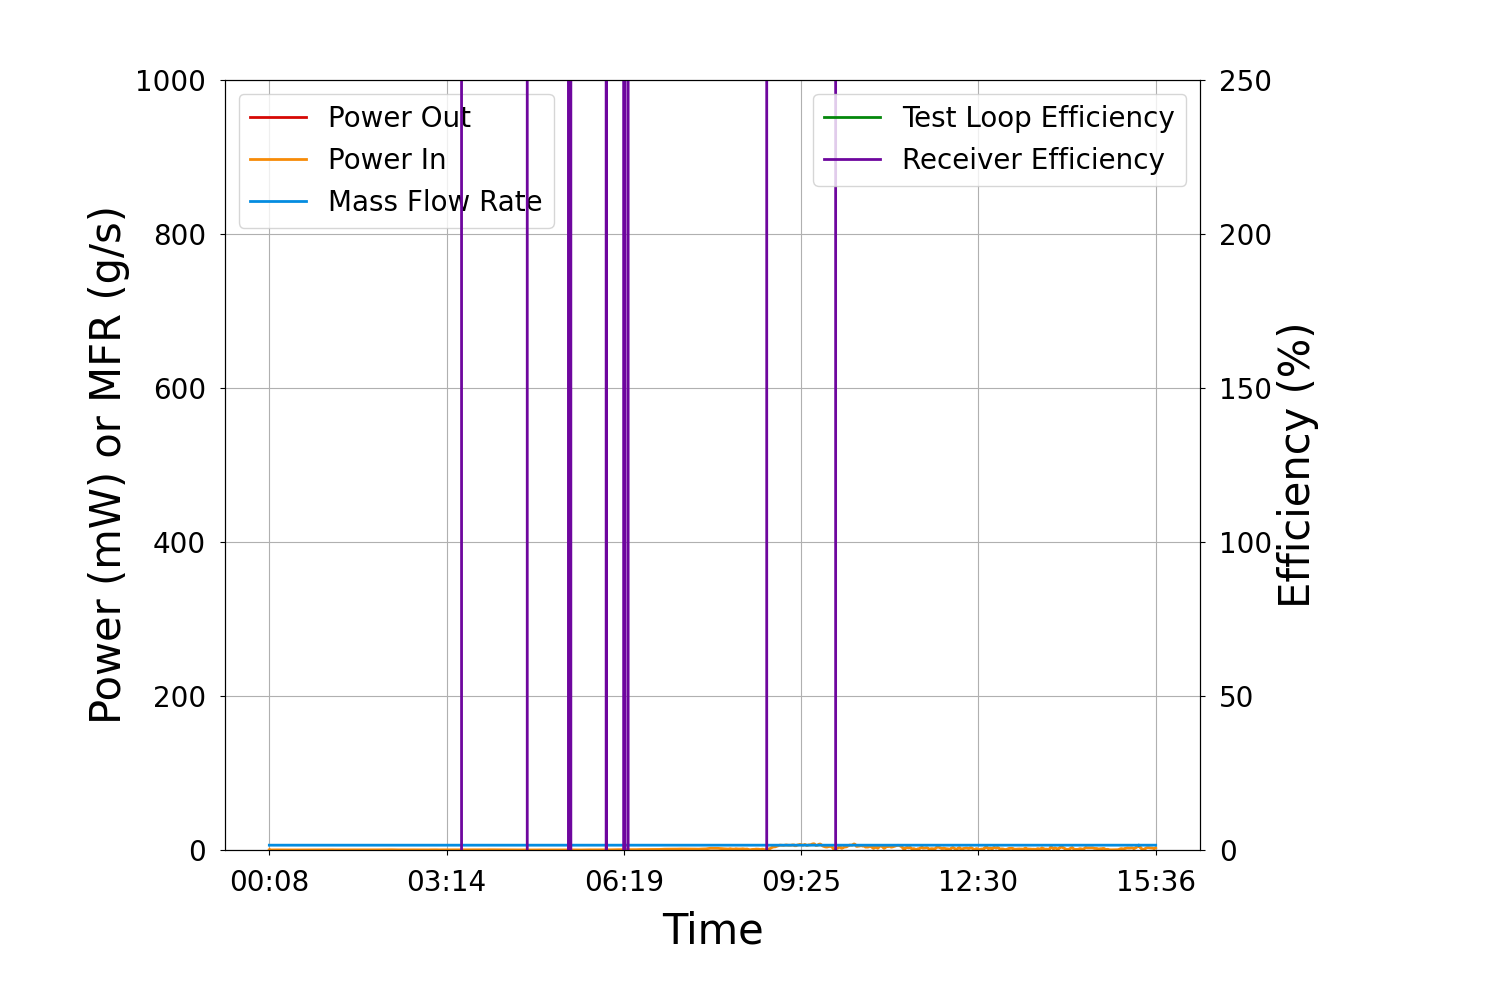 1000
800
600
400
200
0
Power (mW) or MFR (g/s)
Power Out
Power In
Mass Flow Rate
Test Loop Efficiency
Receiver Efficiency
250
200
150
100
50
0
Efficiency (%)
00:08 03:14 06:19 09:25 12:30 15:36
Time